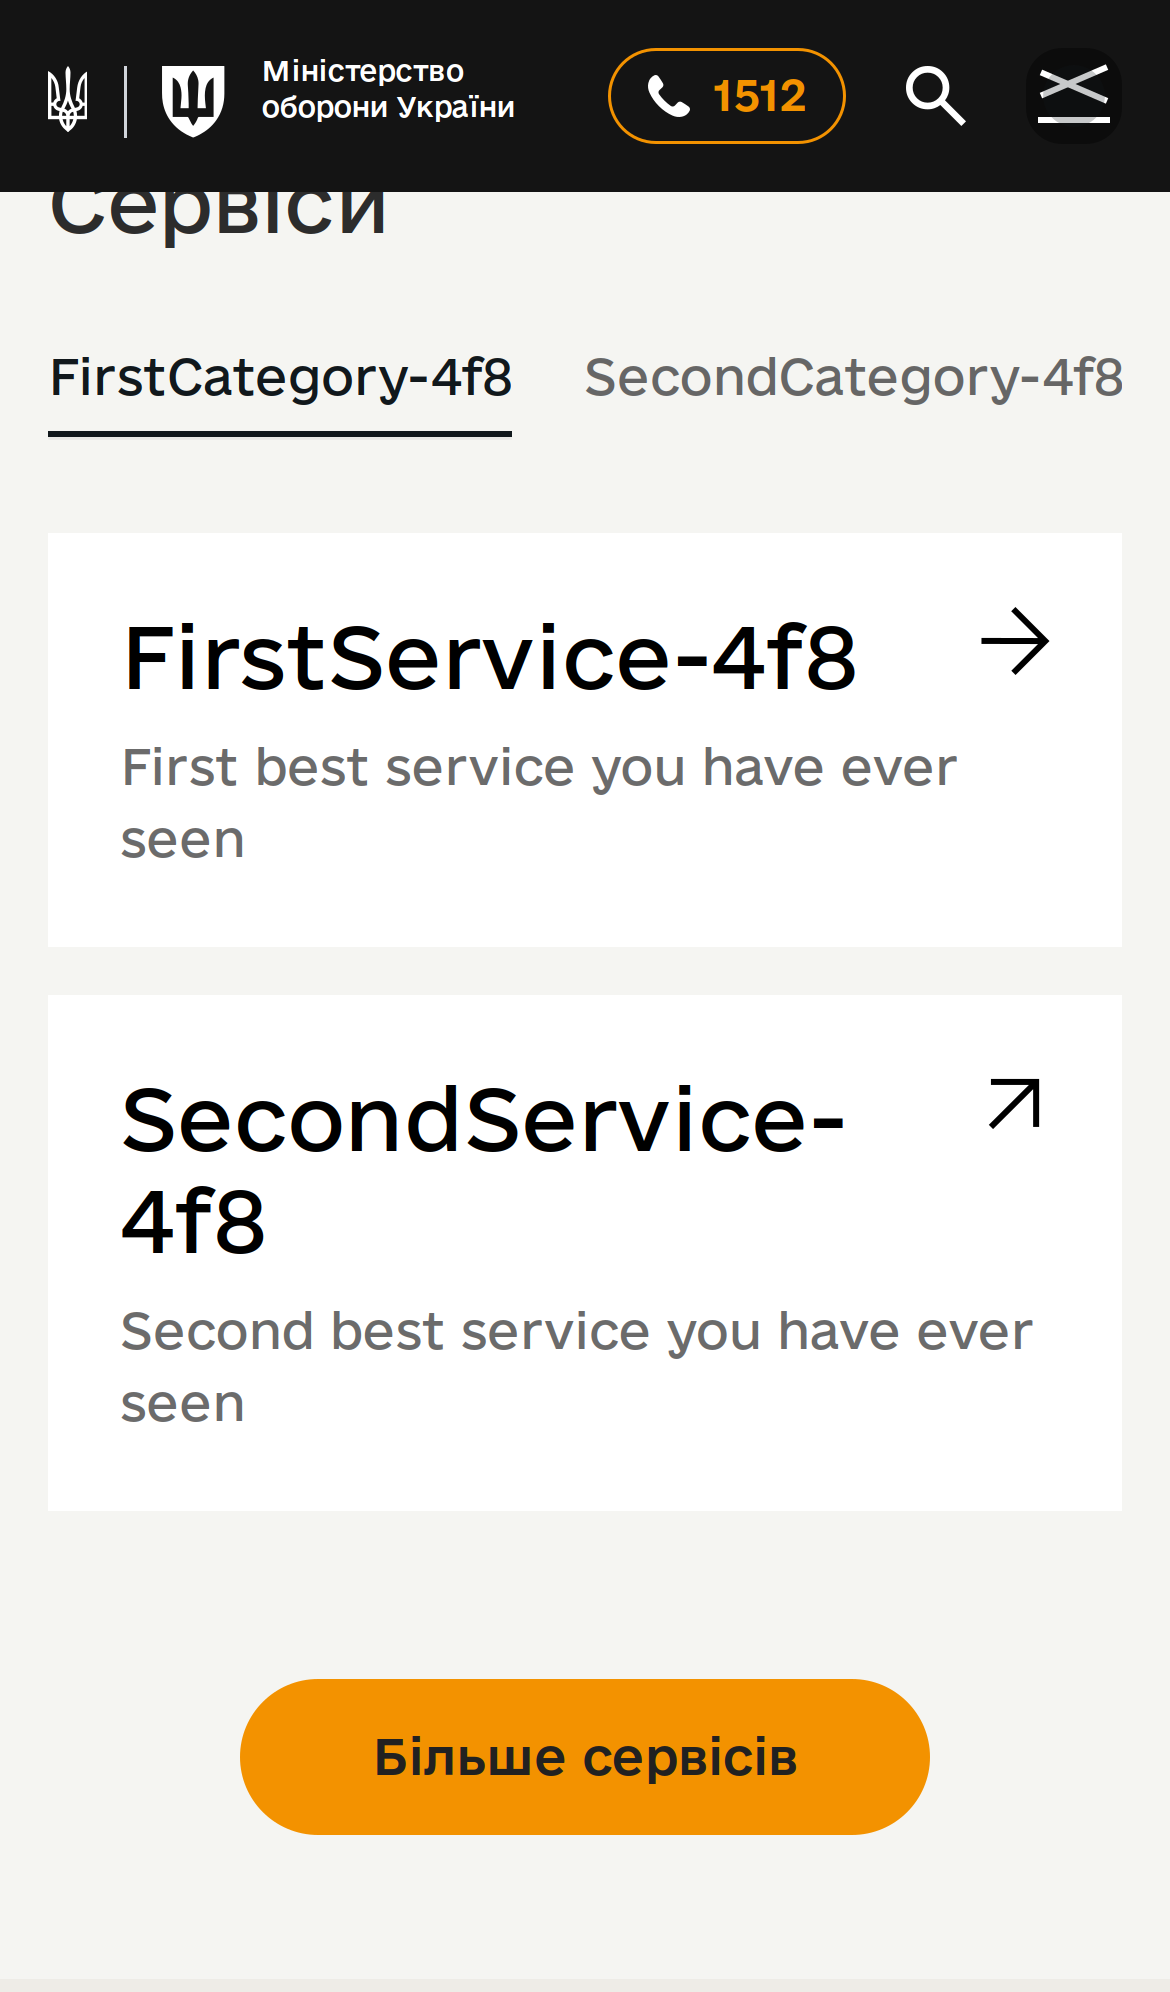 Міністерство
оборони України
1512
Сервіси
FirstCategory-4f8
SecondCategory-4f8
FirstService-4f8
First best service you have ever
seen
SecondService-
4f8
Second best service you have ever
seen
Більше сервісів